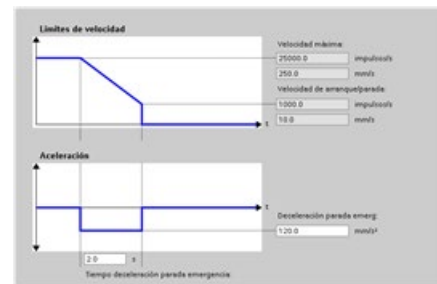 Límites de velocidad
Velocidad máxima:
25000.0 impulsos/s
250.0 mm/s
Velocidad de arranque/parada:
1000.0 impulsos/s
10.0 mm/s
t
Aceleración
t
Deceleración parada emerg:
120.0 mm/s²
2.0 s
Tiempo deceleración parada emergencia: